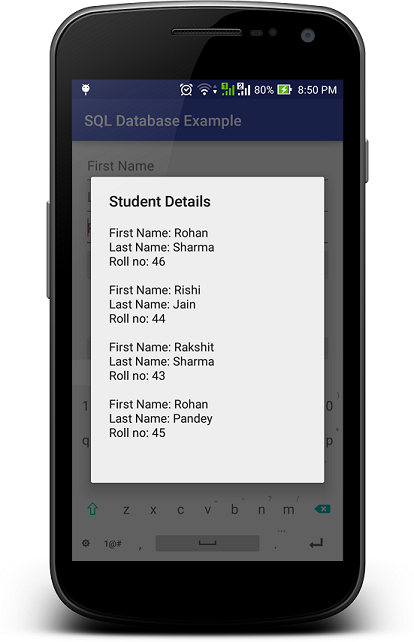 80% 8:50 PM
SQL Database Example
First Name
Student Details
First Name: Rohan
Last Name: Sharma
Roll no: 46
First Name: Rishi
Last Name: Jain
Roll no: 44
First Name: Rakshit
Last Name: Sharma
Roll no: 43
First Name: Rohan
Last Name: Pandey
Roll no: 45
1 0
q p
z x c v b n m
1@# , .